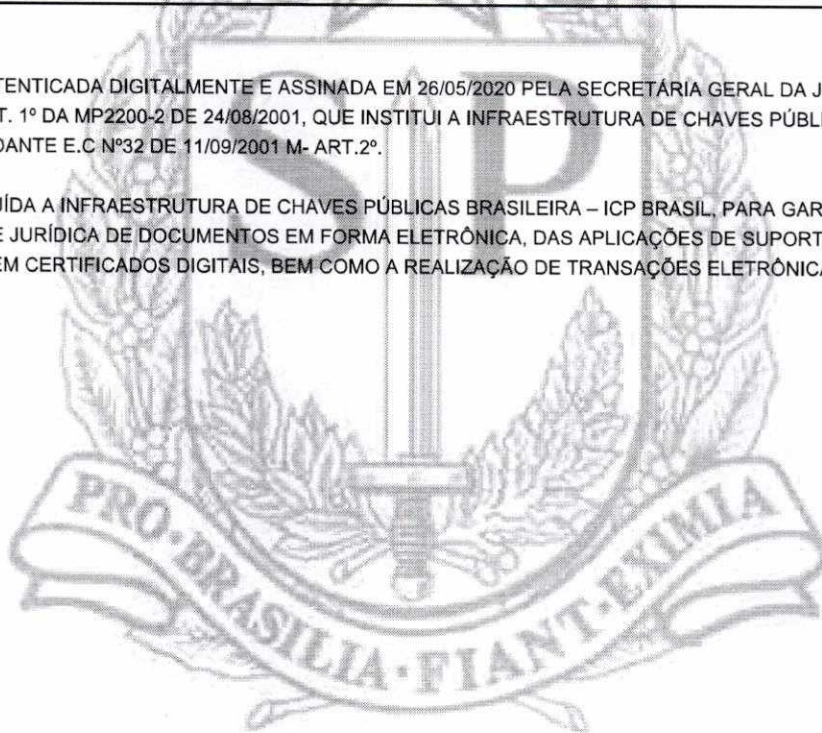 TENTICADA DIGITALMENTE E ASSINADA EM 26/05/2020 PELA SECRETÁRIA GERAL DA J
T. 1º DA MP2200-2 DE 24/08/2001, QUE INSTITUI A INFRAESTRUTURA DE CHAVES PÚBL
DANTE E.C Nº32 DE 11/09/2001 M- ART.2º.
UÍDA A INFRAESTRUTURA DE CHAVES PÚBLICAS BRASILEIRA – ICP BRASIL, PARA GAR
E JURÍDICA DE DOCUMENTOS EM FORMA ELETRÔNICA, DAS APLICAÇÕES DE SUPORT
EM CERTIFICADOS DIGITAIS, BEM COMO A REALIZAÇÃO DE TRANSAÇÕES ELETRÔNICA
SP
PRO·BRASILIA·FIANT·EXIMIA